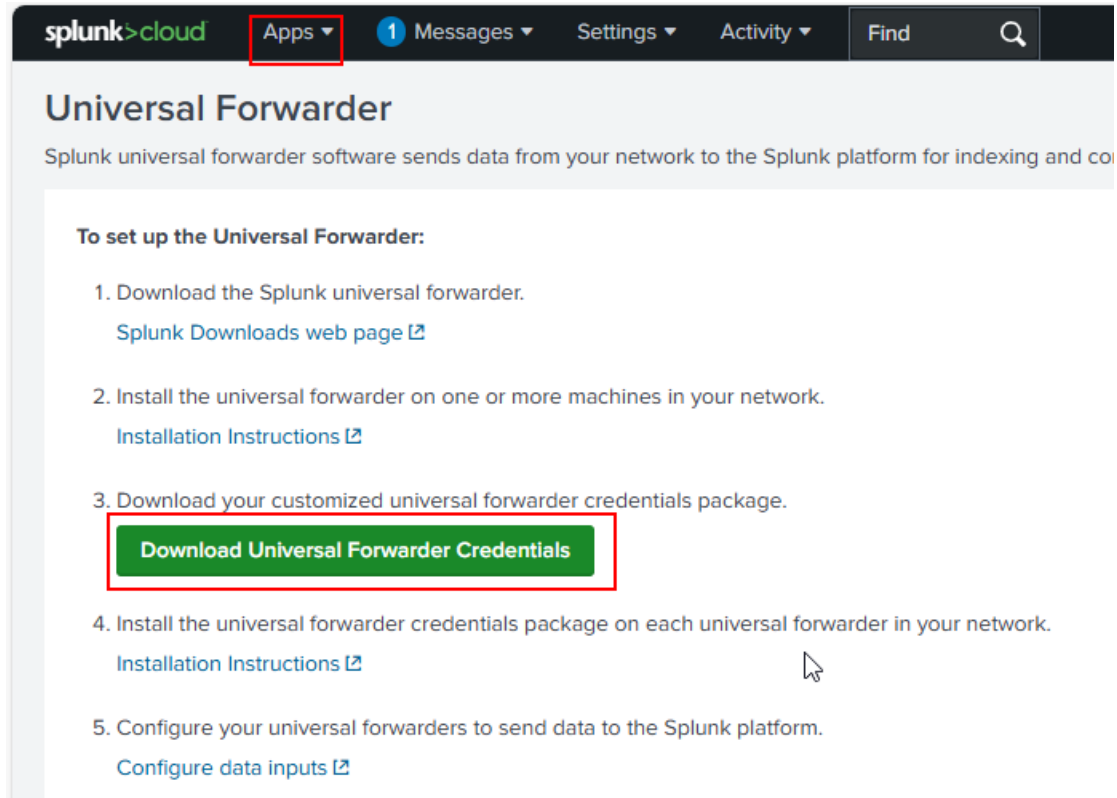 splunk>cloud Apps ▾ 1 Messages ▾ Settings ▾ Activity ▾ Find
Universal Forwarder
Splunk universal forwarder software sends data from your network to the Splunk platform for indexing and
To set up the Universal Forwarder:
1. Download the Splunk universal forwarder.
Splunk Downloads web page
2. Install the universal forwarder on one or more machines in your network.
Installation Instructions
3. Download your customized universal forwarder credentials package.
Download Universal Forwarder Credentials
4. Install the universal forwarder credentials package on each universal forwarder in your network.
Installation Instructions
5. Configure your universal forwarders to send data to the Splunk platform.
Configure data inputs